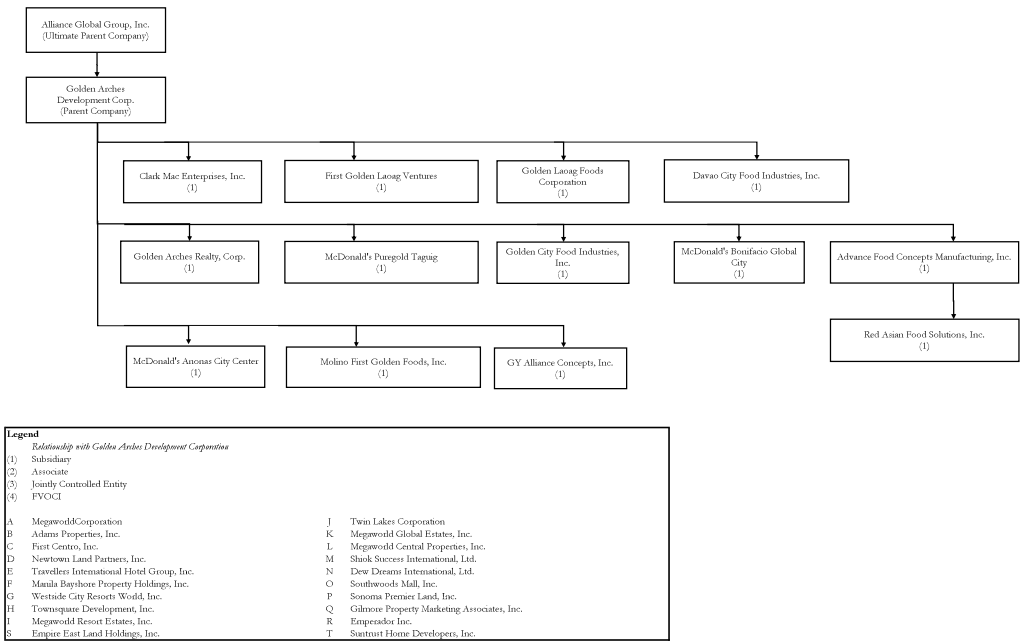 Alliance Global Group, Inc.
(Ultimate Parent Company)
Golden Arches
Development Corp.
(Parent Company)
Clark Mac Enterprises, Inc.
(1)
First Golden Laoag Ventures
(1)
Golden Laoag Foods
Corporation
(1)
Davao City Food Industries, Inc.
(1)
Golden Arches Realty, Corp.
(1)
McDonald's Puregold Taguig
(1)
Golden City Food Industries,
Inc.
(1)
McDonald's Bonifacio Global
City
(1)
Advance Food Concepts Manufacturing, Inc.
(1)
Red Asian Food Solutions, Inc.
(1)
McDonald's Anonas City Center
(1)
Molino First Golden Foods, Inc.
(1)
GY Alliance Concepts, Inc.
(1)
Legend
Relationship with Golden Arches Development Corporation
(1) Subsidiary
(2) Associate
(3) Jointly Controlled Entity
(4) FVOCI
A MegaworldCorporation
B Adams Properties, Inc.
C First Centro, Inc.
D Newtown Land Partners, Inc.
E Travellers International Hotel Group, Inc.
F Manila Bayshore Property Holdings, Inc.
G Westside City Resorts World, Inc.
H Townsquare Development, Inc.
I Megaworld Resort Estates, Inc.
S Empire East Land Holdings, Inc.
J Twin Lakes Corporation
K Megaworld Global Estates, Inc.
L Megaworld Central Properties, Inc.
M Shiok Success International, Ltd.
N Dew Dreams International, Ltd.
O Southwoods Mall, Inc.
P Sonoma Premier Land, Inc.
Q Gilmore Property Marketing Associates, Inc.
R Emperador Inc.
T Suntrust Home Developers, Inc.